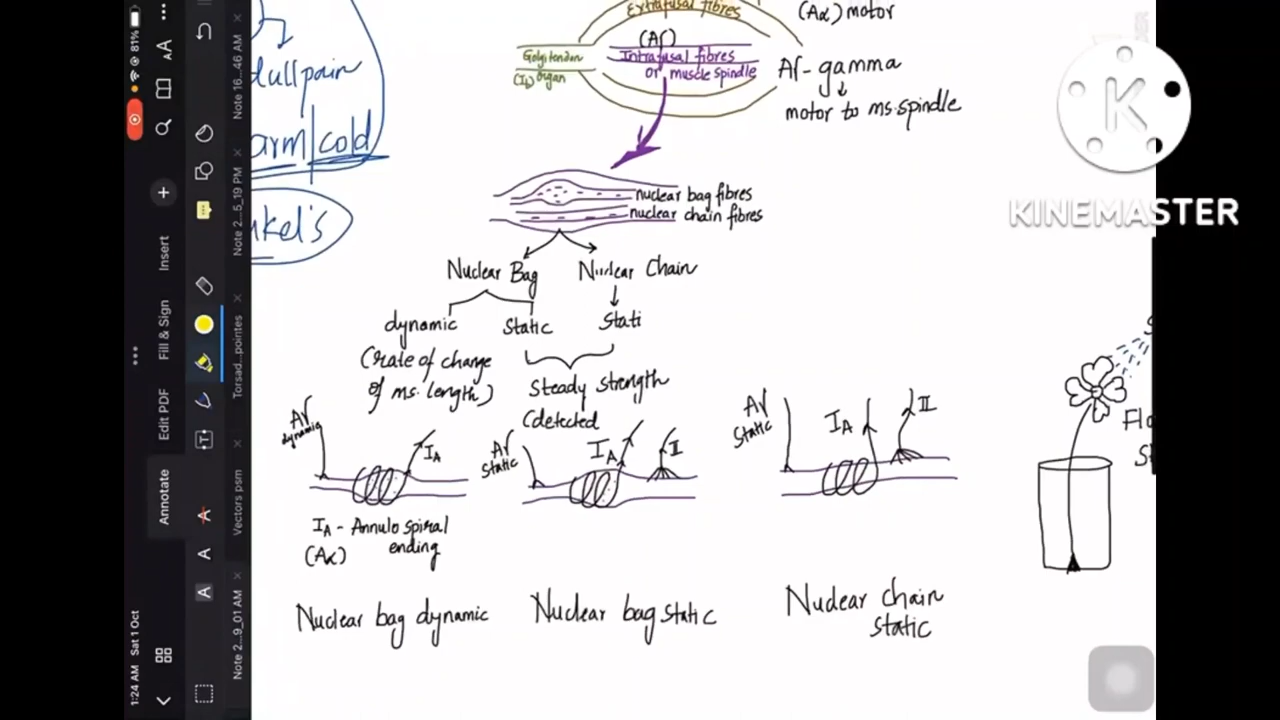 Extrafusal fibres
(Aα) motor
(Aγ)
Golgi tendon
(Ib) organ
Intrafusal fibres
or muscle spindle
Aγ - gamma
motor to ms. spindle
dull pain
arm/cold
kel's
nuclear bag fibres
nuclear chain fibres
Nuclear Bag
Nuclear Chain
dynamic
Static
Stati
(rate of change
of ms. length)
Steady strength
(detected
Aγ
dynamic
IA
Aγ
Static
IA
II
Aγ
Static
IA
II
IA - Annulo spiral
(Aα) ending
Nuclear bag dynamic
Nuclear bag static
Nuclear chain
static
Flo
S
S
K
KINEMASTER
81%
AA
Insert
Fill & Sign
Edit PDF
Annotate
1:24 AM Sat 1 Oct
Note 16...46 AM
Note 2...5_19 PM
Torsad...pointes
Vectors psm
Note 2...9_01 AM
T
A
A
A